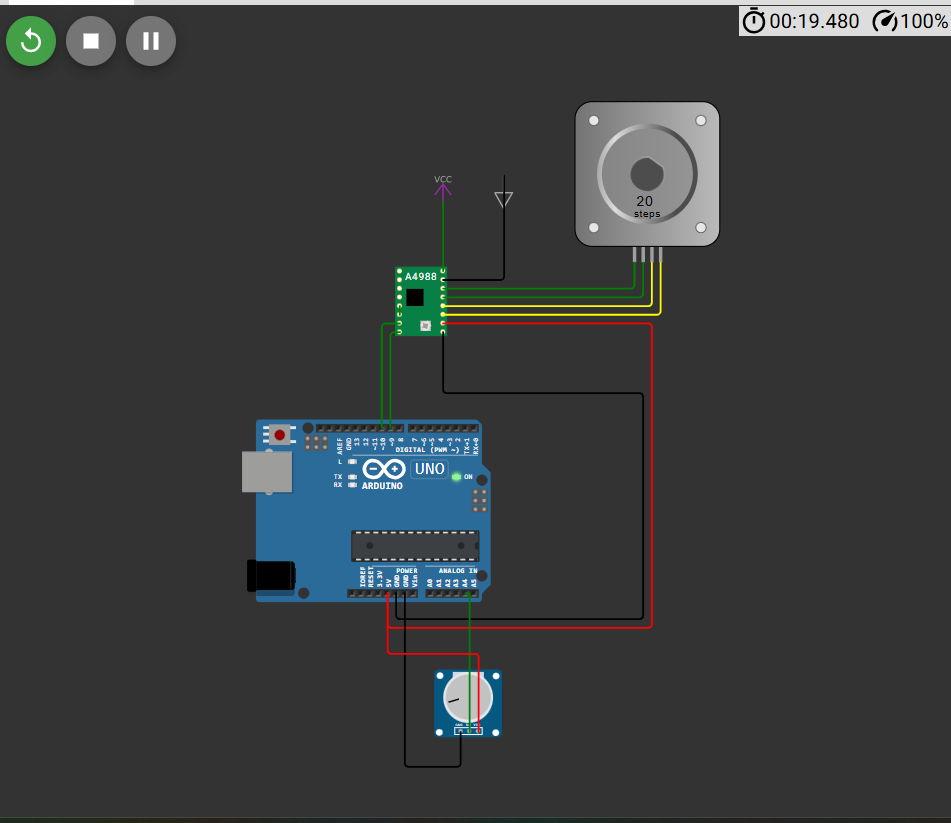 00:19.480 100%
VCC
20
steps
A4988
AREF
GND
13
12
~11
~10
~9
8
7
~6
~5
4
~3
2
TX→1
RX←0
DIGITAL (PWM ~)
L
TX
RX
UNO
ON
ARDUINO
IOREF
RESET
3.3V
5V
GND
GND
Vin
POWER
ANALOG IN
A0
A1
A2
A3
A4
A5